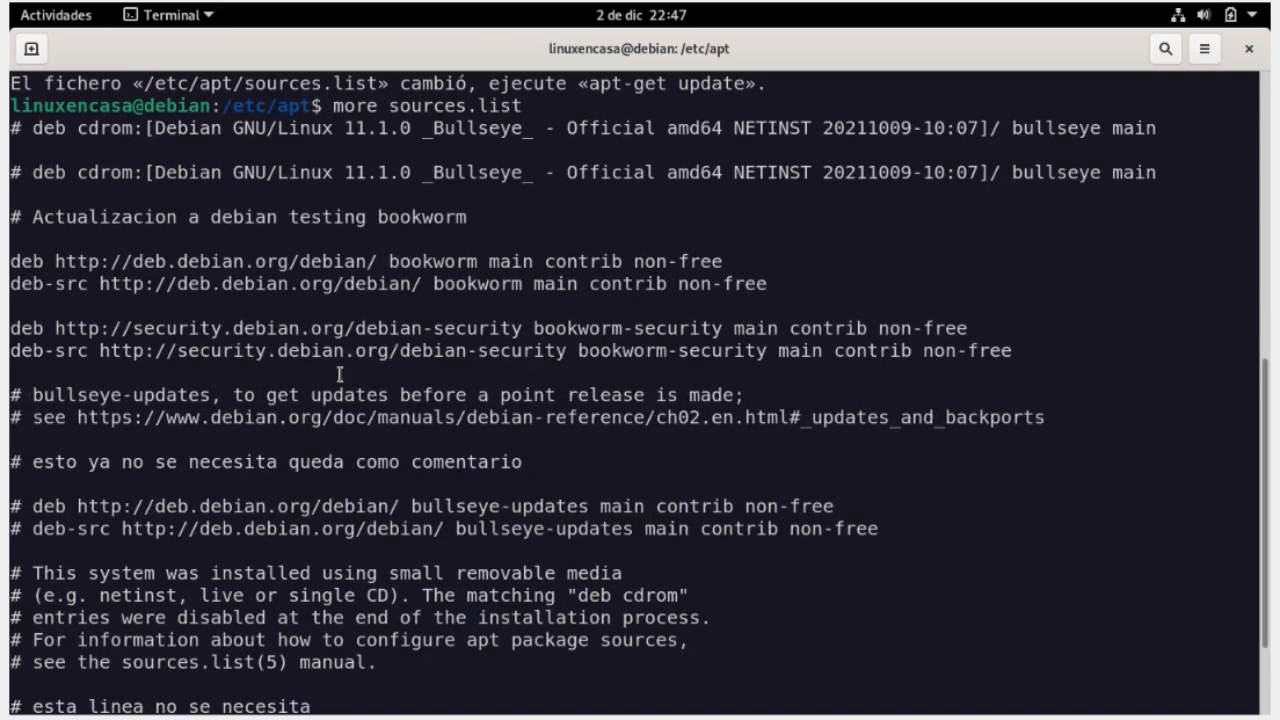 Actividades Terminal 2 de dic 22:47
linuxencasa@debian: /etc/apt
El fichero «/etc/apt/sources.list» cambió, ejecute «apt-get update».
linuxencasa@debian:/etc/apt$ more sources.list
# deb cdrom:[Debian GNU/Linux 11.1.0 _Bullseye_ - Official amd64 NETINST 20211009-10:07]/ bullseye main
# deb cdrom:[Debian GNU/Linux 11.1.0 _Bullseye_ - Official amd64 NETINST 20211009-10:07]/ bullseye main
# Actualizacion a debian testing bookworm
deb http://deb.debian.org/debian/ bookworm main contrib non-free
deb-src http://deb.debian.org/debian/ bookworm main contrib non-free
deb http://security.debian.org/debian-security bookworm-security main contrib non-free
deb-src http://security.debian.org/debian-security bookworm-security main contrib non-free
# bullseye-updates, to get updates before a point release is made;
# see https://www.debian.org/doc/manuals/debian-reference/ch02.en.html#_updates_and_backports
# esto ya no se necesita queda como comentario
# deb http://deb.debian.org/debian/ bullseye-updates main contrib non-free
# deb-src http://deb.debian.org/debian/ bullseye-updates main contrib non-free
# This system was installed using small removable media
# (e.g. netinst, live or single CD). The matching "deb cdrom"
# entries were disabled at the end of the installation process.
# For information about how to configure apt package sources,
# see the sources.list(5) manual.
# esta linea no se necesita